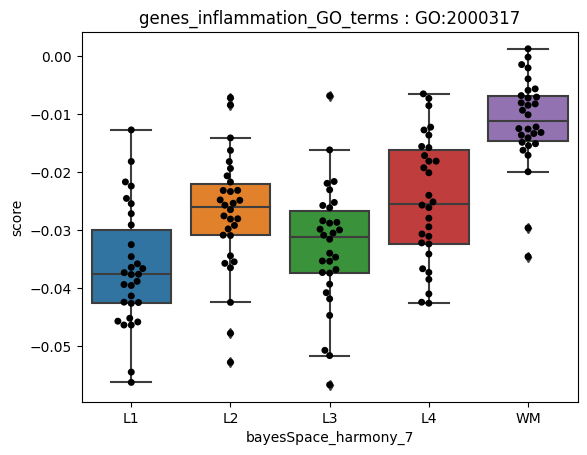 genes_inflammation_GO_terms : GO:2000317
0.00
−0.01
−0.02
−0.03
−0.04
−0.05
score
L1 L2 L3 L4 WM
bayesSpace_harmony_7